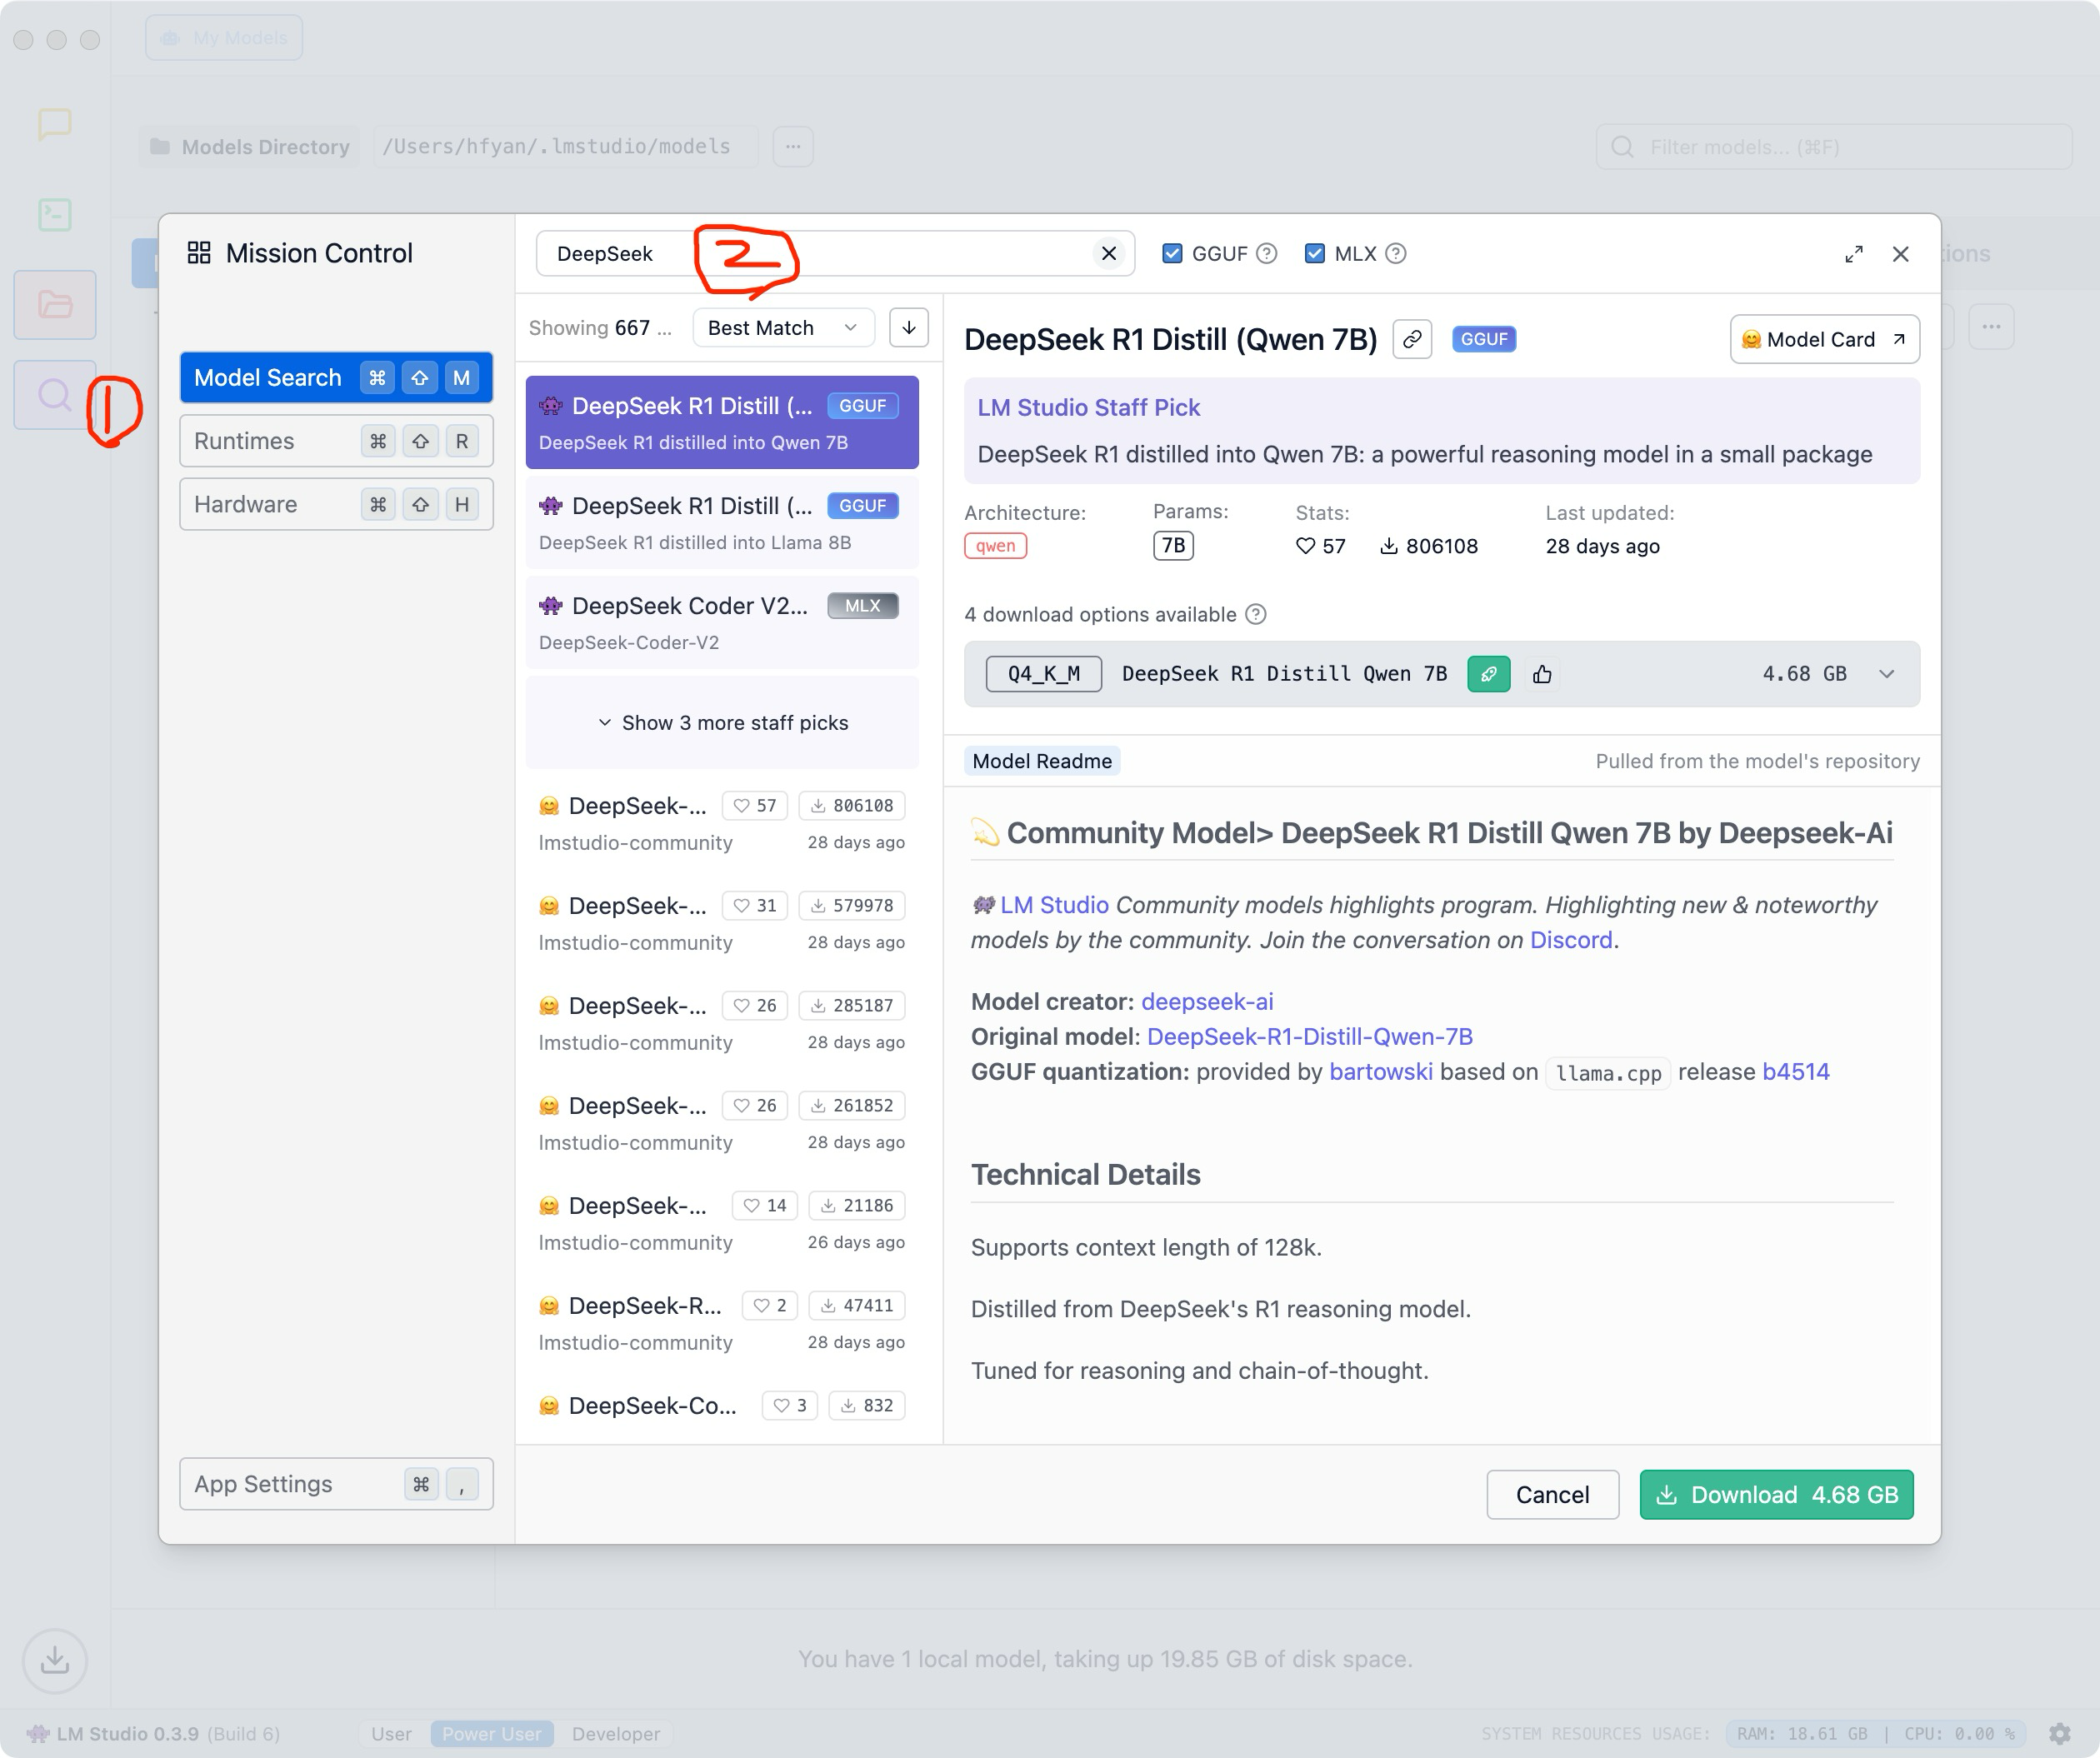 My Models
Models Directory /Users/hfyan/.lmstudio/models ...
Filter models... (⌘F)
Mission Control
Model Search ⌘ ⇧ M
Runtimes ⌘ ⇧ R
Hardware ⌘ ⇧ H
App Settings ⌘ ,
1
DeepSeek
2
GGUF ?
MLX ?
tions
...
Showing 667 ...
Best Match
DeepSeek R1 Distill (... GGUF
DeepSeek R1 distilled into Qwen 7B
DeepSeek R1 Distill (... GGUF
DeepSeek R1 distilled into Llama 8B
DeepSeek Coder V2... MLX
DeepSeek-Coder-V2
Show 3 more staff picks
DeepSeek-... 57 806108
lmstudio-community 28 days ago
DeepSeek-... 31 579978
lmstudio-community 28 days ago
DeepSeek-... 26 285187
lmstudio-community 28 days ago
DeepSeek-... 26 261852
lmstudio-community 28 days ago
DeepSeek-... 14 21186
lmstudio-community 26 days ago
DeepSeek-R... 2 47411
lmstudio-community 28 days ago
DeepSeek-Co... 3 832
DeepSeek R1 Distill (Qwen 7B) GGUF
Model Card
LM Studio Staff Pick
DeepSeek R1 distilled into Qwen 7B: a powerful reasoning model in a small package
Architecture: Params: Stats: Last updated:
qwen 7B 57 806108 28 days ago
4 download options available ?
Q4_K_M DeepSeek R1 Distill Qwen 7B 4.68 GB
Model Readme Pulled from the model's repository
💫 Community Model> DeepSeek R1 Distill Qwen 7B by Deepseek-Ai
👾 LM Studio Community models highlights program. Highlighting new & noteworthy
models by the community. Join the conversation on Discord.
Model creator: deepseek-ai
Original model: DeepSeek-R1-Distill-Qwen-7B
GGUF quantization: provided by bartowski based on llama.cpp release b4514
Technical Details
Supports context length of 128k.
Distilled from DeepSeek's R1 reasoning model.
Tuned for reasoning and chain-of-thought.
Cancel
Download 4.68 GB
You have 1 local model, taking up 19.85 GB of disk space.
LM Studio 0.3.9 (Build 6)
User Power User Developer
SYSTEM RESOURCES USAGE: RAM: 18.61 GB | CPU: 0.00 %